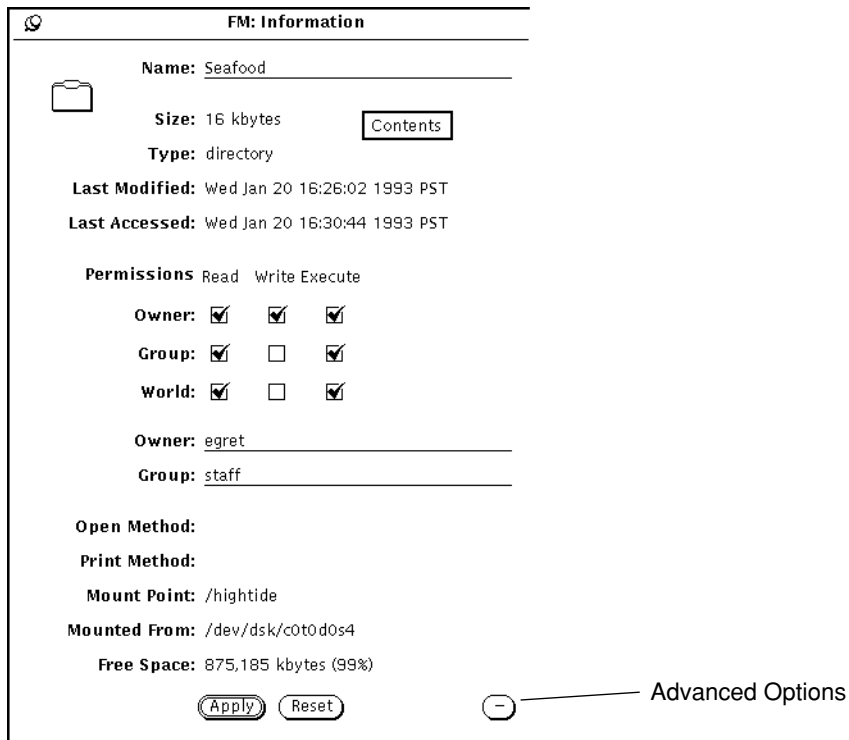 FM: Information
Name: Seafood
Size: 16 kbytes
Contents
Type: directory
Last Modified: Wed Jan 20 16:26:02 1993 PST
Last Accessed: Wed Jan 20 16:30:44 1993 PST
Permissions Read Write Execute
Owner:
Group:
World:
Owner: egret
Group: staff
Open Method:
Print Method:
Mount Point: /hightide
Mounted From: /dev/dsk/c0t0d0s4
Free Space: 875,185 kbytes (99%)
Apply Reset − Advanced Options